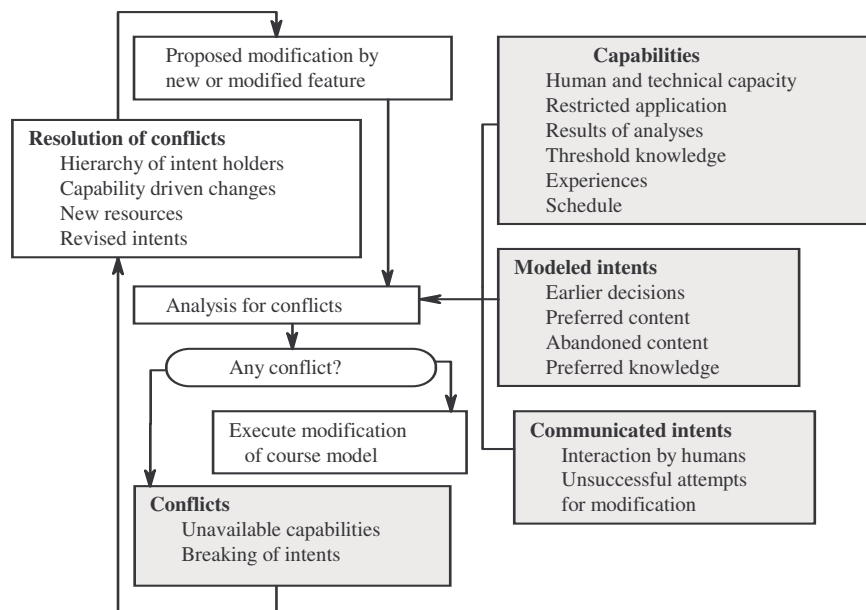 Proposed modification by
new or modified feature
Resolution of conflicts
Hierarchy of intent holders
Capability driven changes
New resources
Revised intents
Analysis for conflicts
Any conflict?
Execute modification
of course model
Conflicts
Unavailable capabilities
Breaking of intents
Capabilities
Human and technical capacity
Restricted application
Results of analyses
Threshold knowledge
Experiences
Schedule
Modeled intents
Earlier decisions
Preferred content
Abandoned content
Preferred knowledge
Communicated intents
Interaction by humans
Unsuccessful attempts
for modification